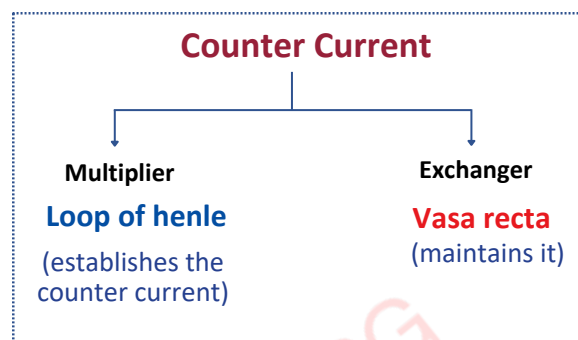 Counter Current
Multiplier
Loop of henle
(establishes the
counter current)
Exchanger
Vasa recta
(maintains it)